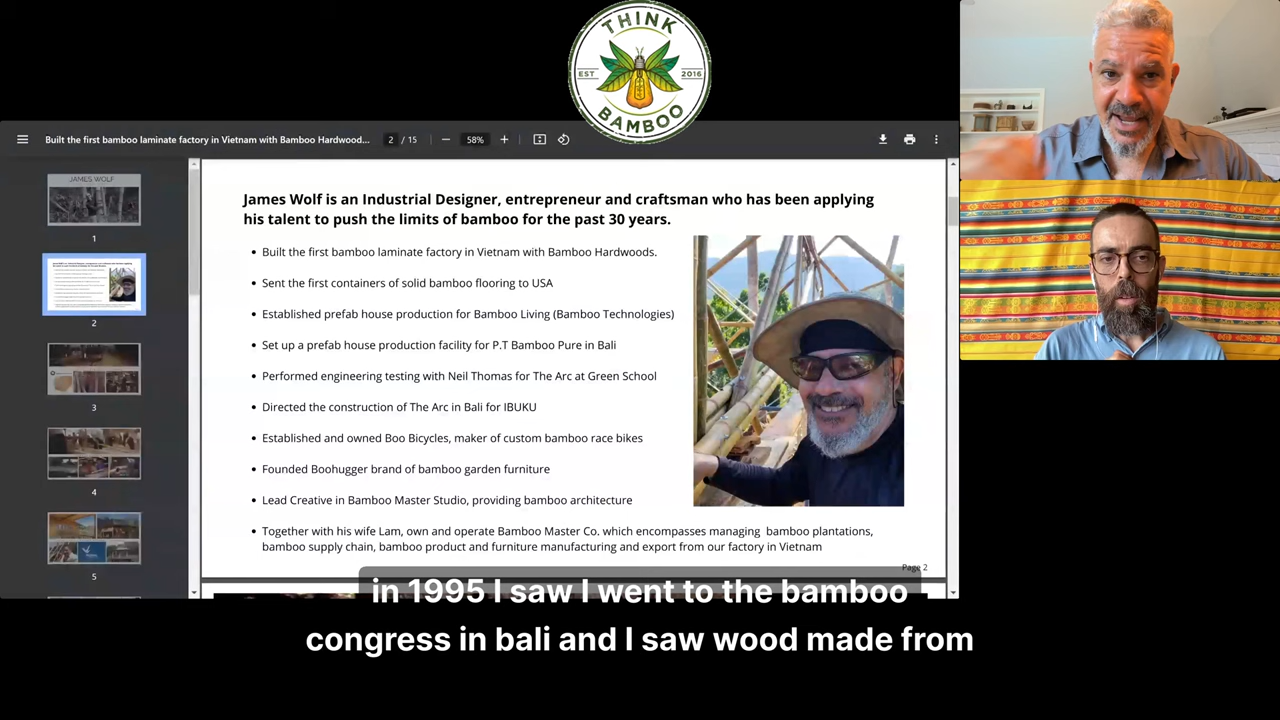 THINK
EST 2016
BAMBOO
Built the first bamboo laminate factory in Vietnam with Bamboo Hardwood... 2 / 15 58%
JAMES WOLF
1
2
3
4
5
James Wolf is an Industrial Designer, entrepreneur and craftsman who has been applying
his talent to push the limits of bamboo for the past 30 years.
• Built the first bamboo laminate factory in Vietnam with Bamboo Hardwoods.
• Sent the first containers of solid bamboo flooring to USA
• Established prefab house production for Bamboo Living (Bamboo Technologies)
• Set up a prefab house production facility for P.T Bamboo Pure in Bali
• Performed engineering testing with Neil Thomas for The Arc at Green School
• Directed the construction of The Arc in Bali for IBUKU
• Established and owned Boo Bicycles, maker of custom bamboo race bikes
• Founded Boohugger brand of bamboo garden furniture
• Lead Creative in Bamboo Master Studio, providing bamboo architecture
• Together with his wife Lam, own and operate Bamboo Master Co. which encompasses managing bamboo plantations,
bamboo supply chain, bamboo product and furniture manufacturing and export from our factory in Vietnam
Page 2
in 1995 I saw I went to the bamboo
congress in bali and I saw wood made from